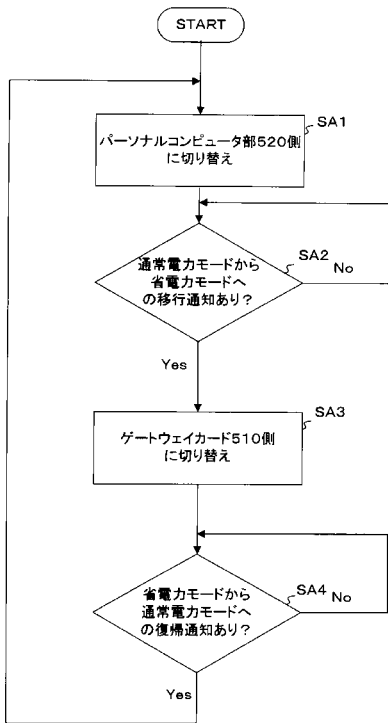 START
SA1
パーソナルコンピュータ部520側
に切り替え
SA2
通常電力モードから
省電力モードへ
の移行通知あり?
No
Yes
SA3
ゲートウェイカード510側
に切り替え
SA4
省電力モードから
通常電力モードへ
の復帰通知あり?
No
Yes